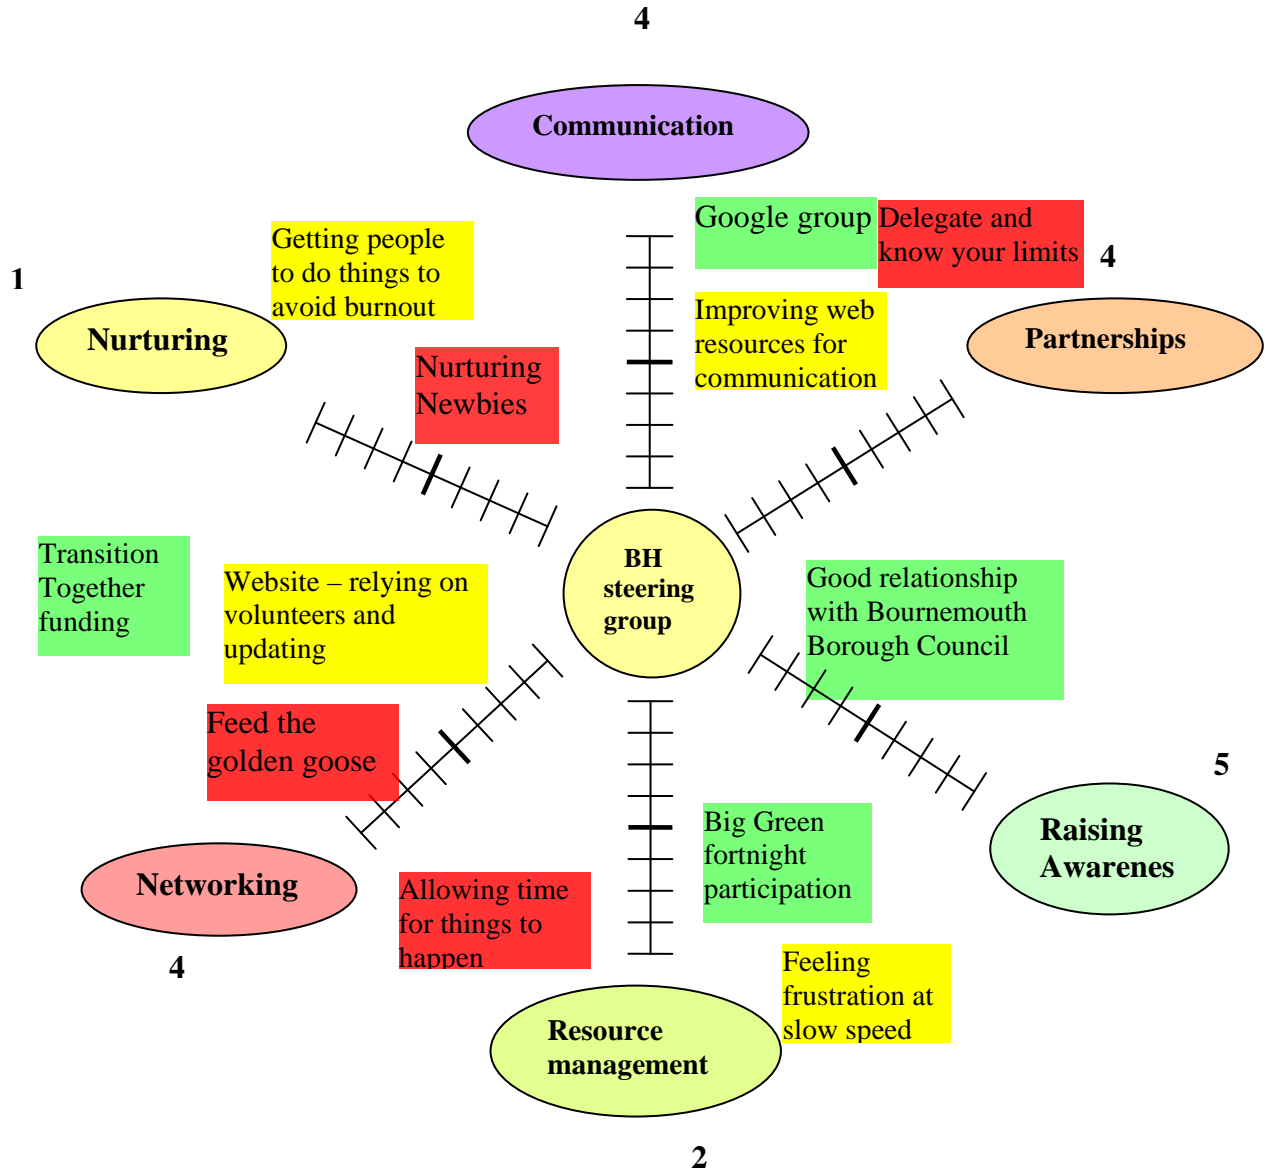 4
Communication
Google group
Delegate and
know your limits
4
Getting people
to do things to
avoid burnout
1
Nurturing
Improving web
resources for
communication
Partnerships
Nurturing
Newbies
Transition
Together
funding
Website – relying on
volunteers and
updating
BH
steering
group
Good relationship
with Bournemouth
Borough Council
Feed the
golden goose
5
Big Green
fortnight
participation
Raising
Awarenes
Networking
4
Allowing time
for things to
happen
Feeling
frustration at
slow speed
Resource
management
2